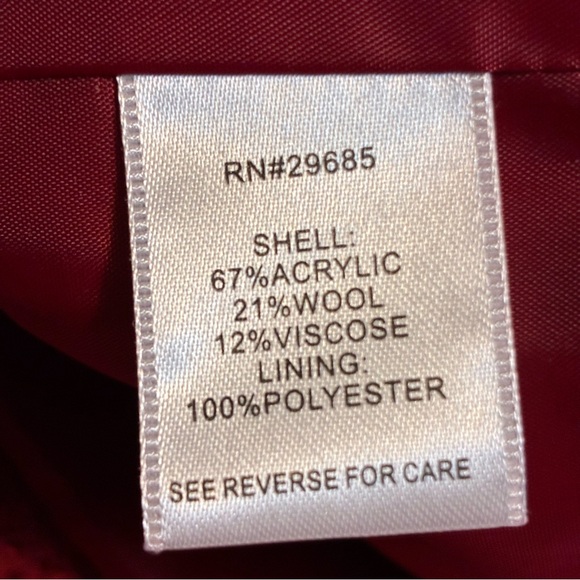 RN#29685
SHELL:
67%ACRYLIC
21%WOOL
12%VISCOSE
LINING:
100%POLYESTER
SEE REVERSE FOR CARE